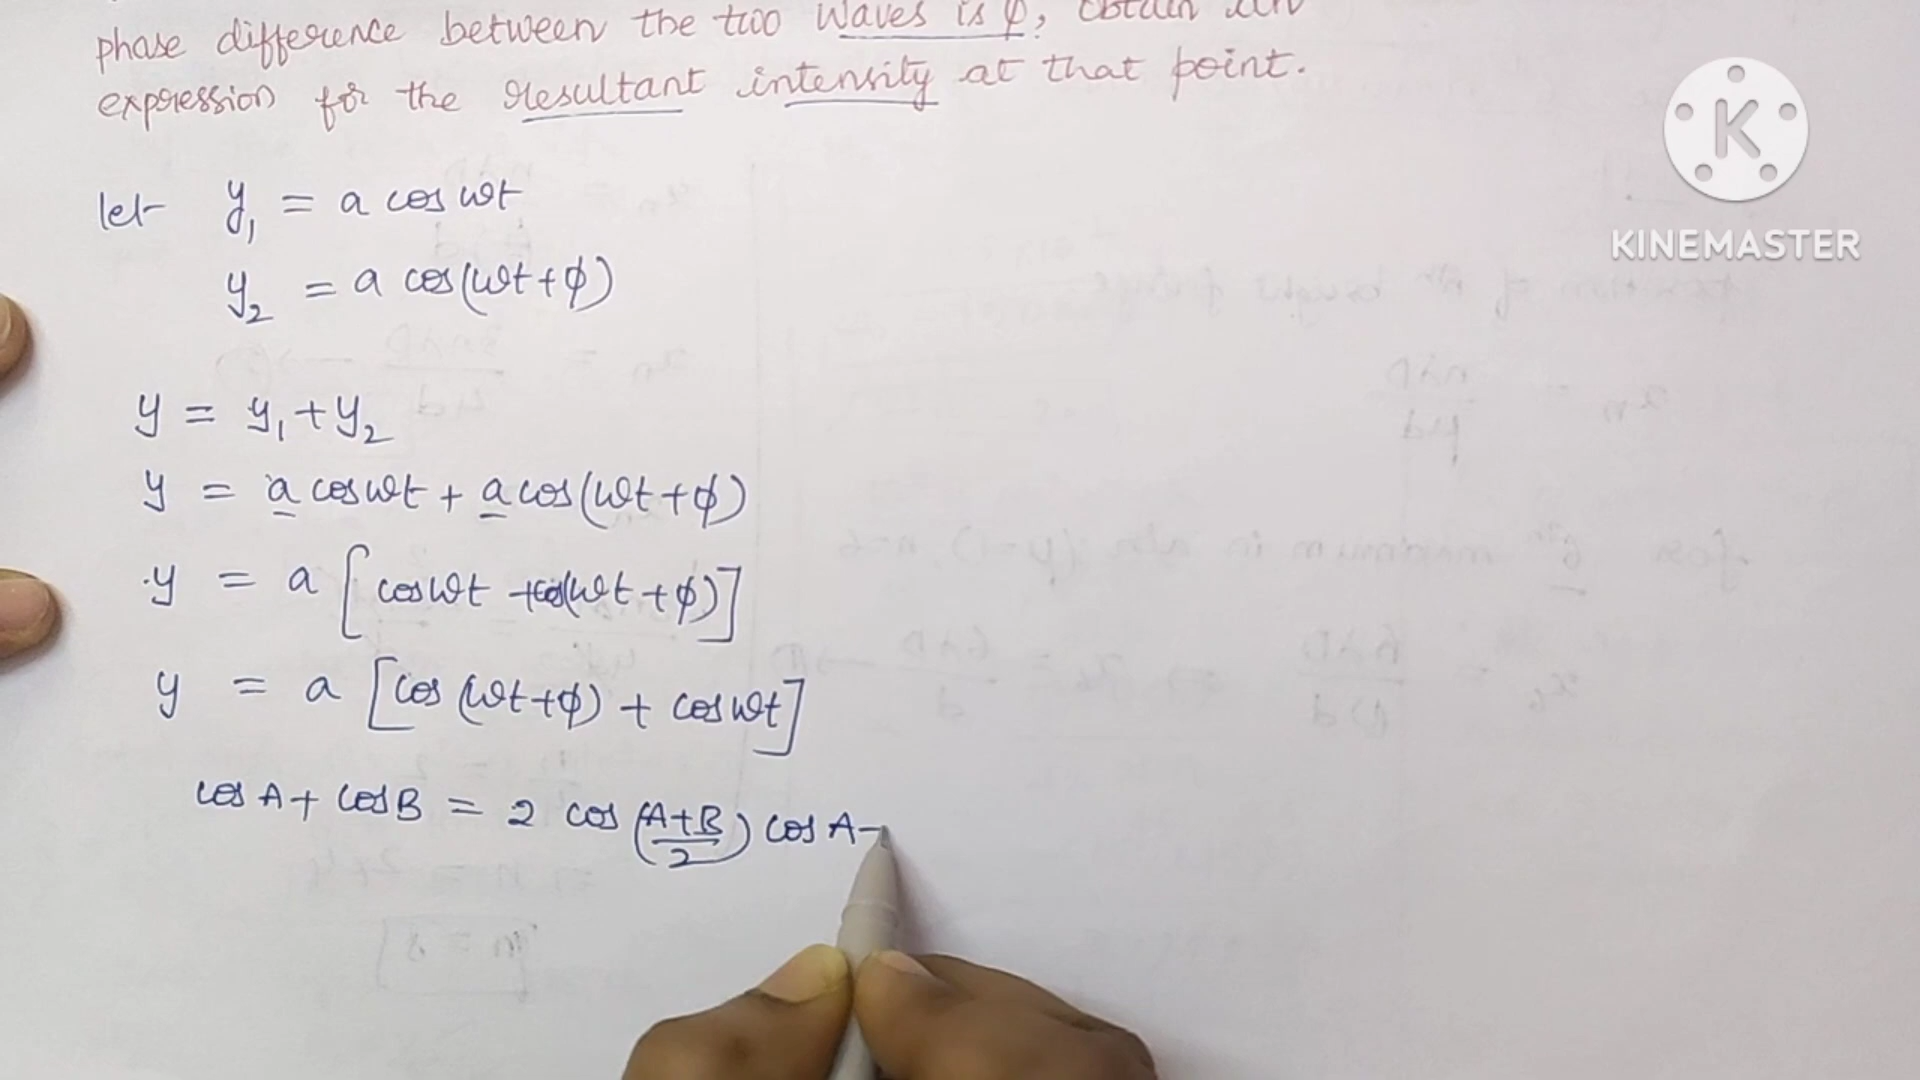 phase difference between the two waves is φ, obtain
expression for the resultant intensity at that point.
KINEMASTER
let y₁ = a cos ωt
y₂ = a cos(ωt+φ)
y = y₁+y₂
y = a cos ωt + a cos(ωt+φ)
y = a [cos ωt + cos(ωt+φ)]
y = a [cos (ωt+φ) + cos ωt]
cos A + cos B = 2 cos (A+B/2) cos A-